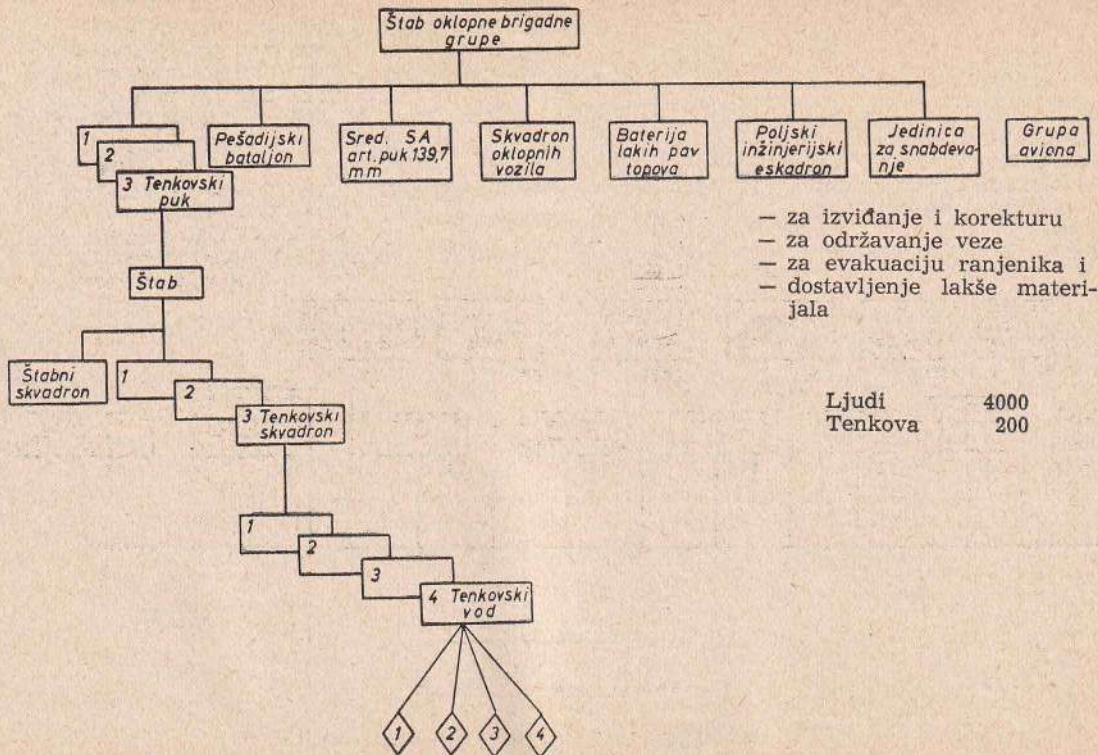 Štab oklopne brigadne
grupe
1
2
3 Tenkovski
puk
Pešadijski
bataljon
Sred. SA
art. puk 139,7
mm
Skvadron
oklopnih
vozila
Baterija
lakih pav
topova
Poljski
inžinjerijski
eskadron
Jedinica
za snabdeva-
nje
Grupa
aviona
— za izviđanje i korekturu
— za održavanje veze
— za evakuaciju ranjenika i
— dostavljenje lakše materi-
jala
Štab
Štabni
skvadron
1
2
3 Tenkovski
skvadron
Ljudi 4000
Tenkova 200
1
2
3
4 Tenkovski
vod
1 2 3 4